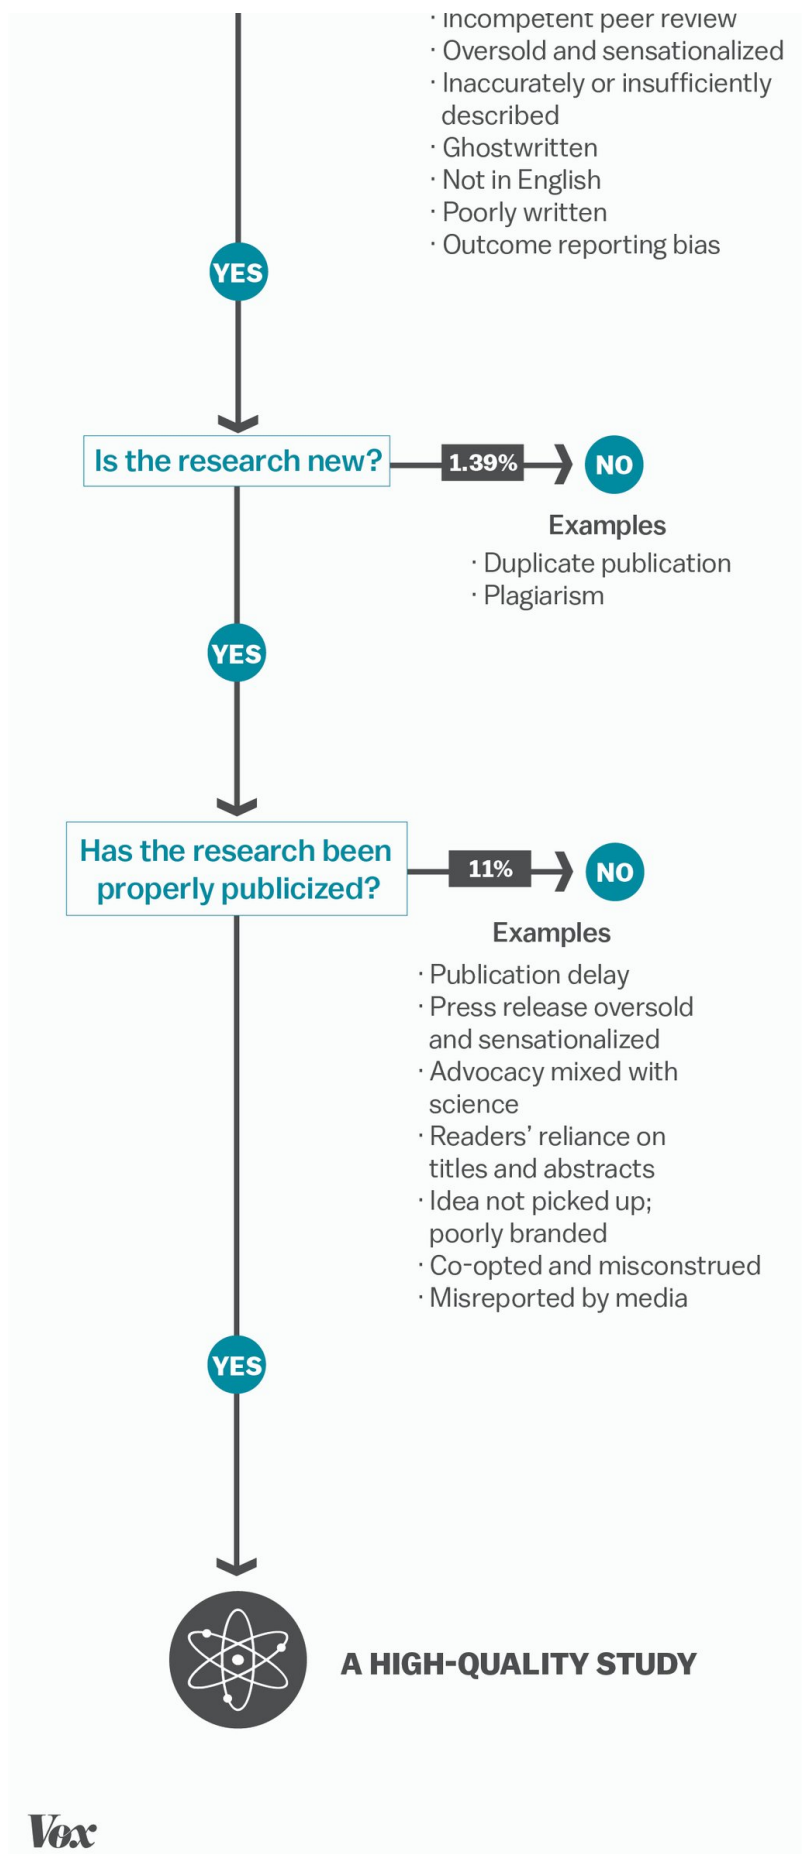 · Incompetent peer review
· Oversold and sensationalized
· Inaccurately or insufficiently
described
· Ghostwritten
· Not in English
· Poorly written
· Outcome reporting bias
YES
Is the research new?
1.39%
NO
Examples
· Duplicate publication
· Plagiarism
YES
Has the research been
properly publicized?
11%
NO
Examples
· Publication delay
· Press release oversold
and sensationalized
· Advocacy mixed with
science
· Readers’ reliance on
titles and abstracts
· Idea not picked up;
poorly branded
· Co-opted and misconstrued
· Misreported by media
YES
A HIGH-QUALITY STUDY
Vox